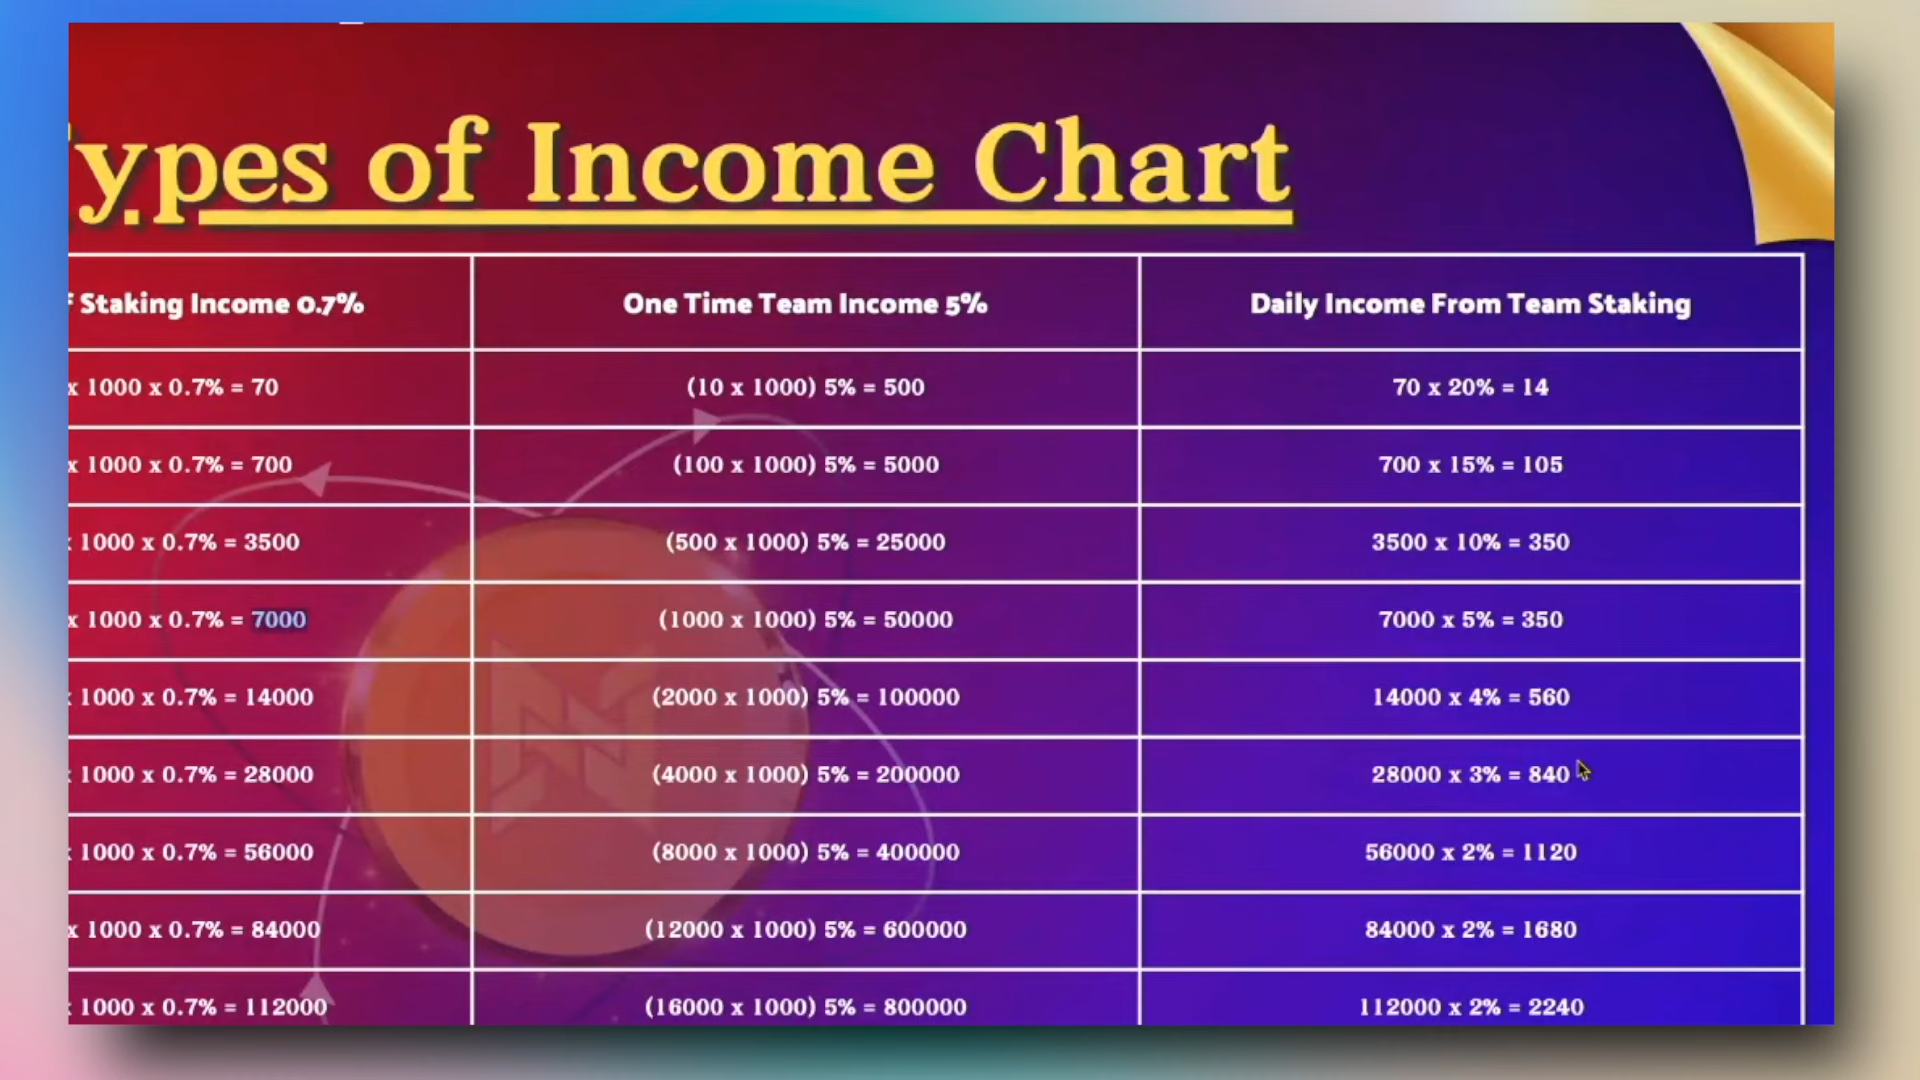 ypes of Income Chart
Staking Income 0.7% One Time Team Income 5% Daily Income From Team Staking
x 1000 x 0.7% = 70 (10 x 1000) 5% = 500 70 x 20% = 14
x 1000 x 0.7% = 700 (100 x 1000) 5% = 5000 700 x 15% = 105
1000 x 0.7% = 3500 (500 x 1000) 5% = 25000 3500 x 10% = 350
x 1000 x 0.7% = 7000 (1000 x 1000) 5% = 50000 7000 x 5% = 350
1000 x 0.7% = 14000 (2000 x 1000) 5% = 100000 14000 x 4% = 560
1000 x 0.7% = 28000 (4000 x 1000) 5% = 200000 28000 x 3% = 840
1000 x 0.7% = 56000 (8000 x 1000) 5% = 400000 56000 x 2% = 1120
x 1000 x 0.7% = 84000 (12000 x 1000) 5% = 600000 84000 x 2% = 1680
1000 x 0.7% = 112000 (16000 x 1000) 5% = 800000 112000 x 2% = 2240